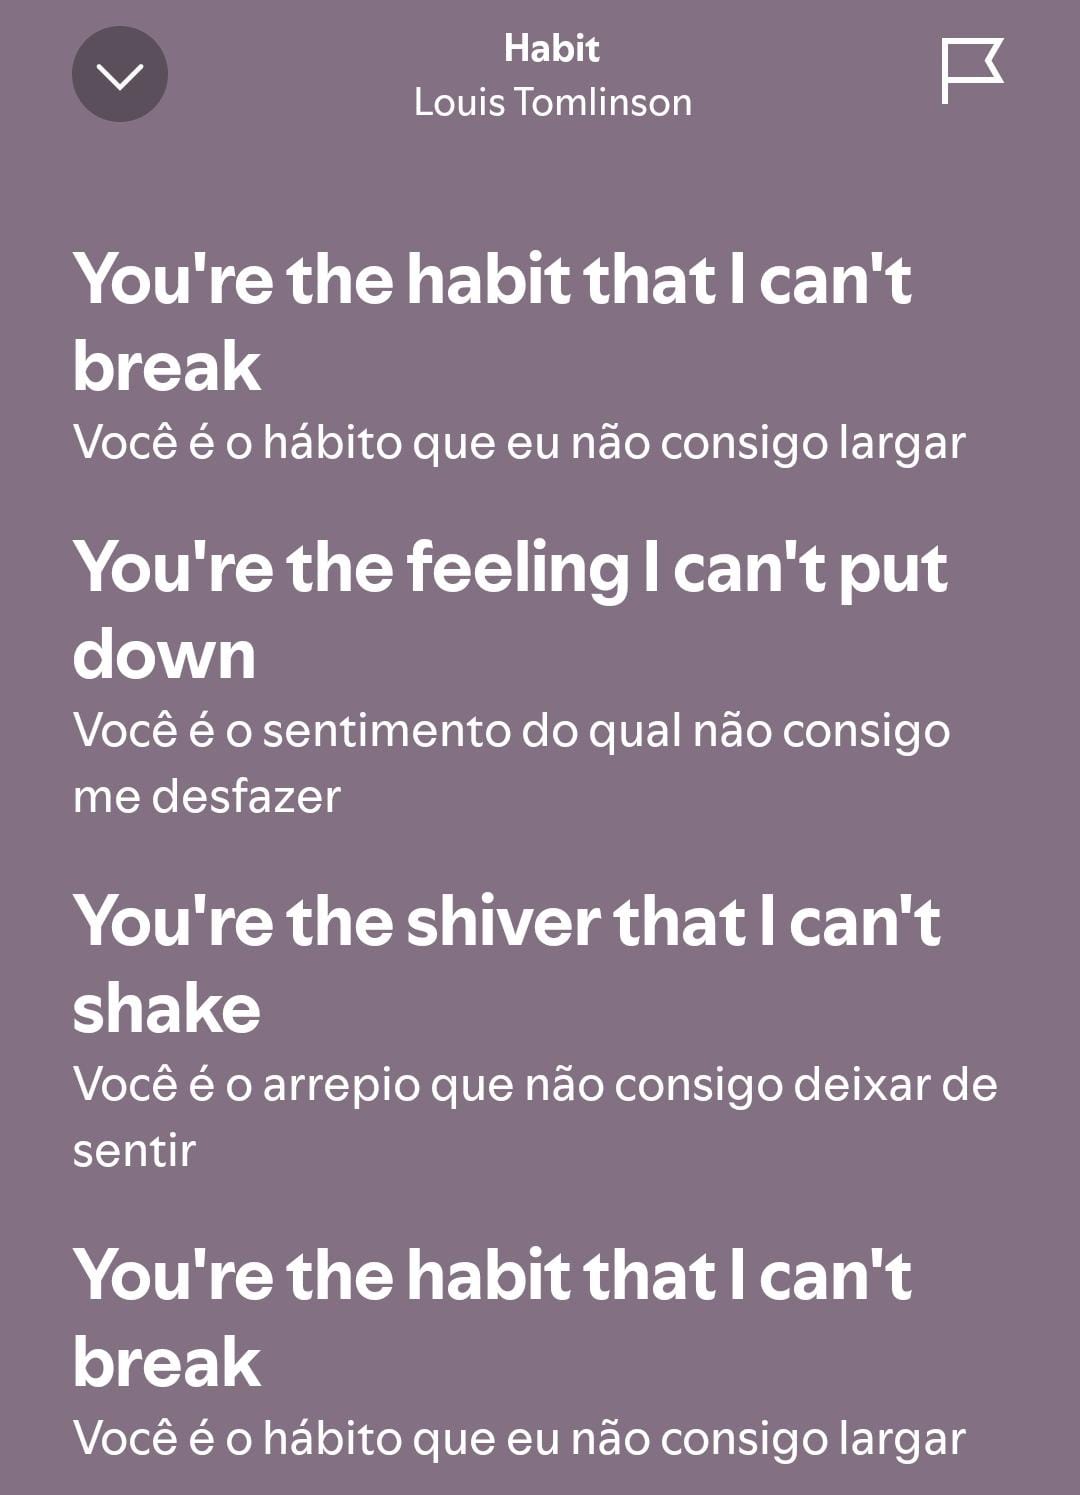 Habit
Louis Tomlinson
You're the habit that I can't
break
Você é o hábito que eu não consigo largar
You're the feeling I can't put
down
Você é o sentimento do qual não consigo
me desfazer
You're the shiver that I can't
shake
Você é o arrepio que não consigo deixar de
sentir
You're the habit that I can't
break
Você é o hábito que eu não consigo largar